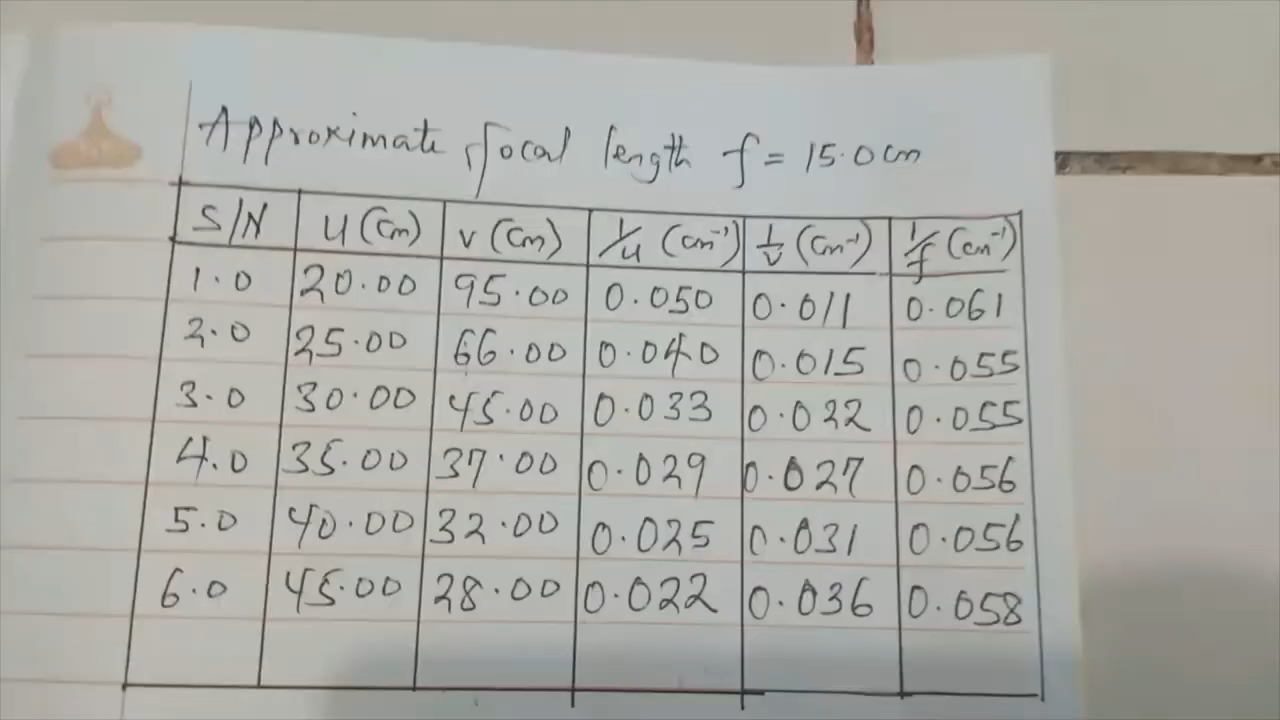 Approximate focal length f = 15.0cm
S/N U (cm) v (cm) 1/u (cm⁻¹) 1/v (cm⁻¹) 1/f (cm⁻¹)
1.0 20.00 95.00 0.050 0.011 0.061
2.0 25.00 66.00 0.040 0.015 0.055
3.0 30.00 45.00 0.033 0.022 0.055
4.0 35.00 37.00 0.029 0.027 0.056
5.0 40.00 32.00 0.025 0.031 0.056
6.0 45.00 28.00 0.022 0.036 0.058